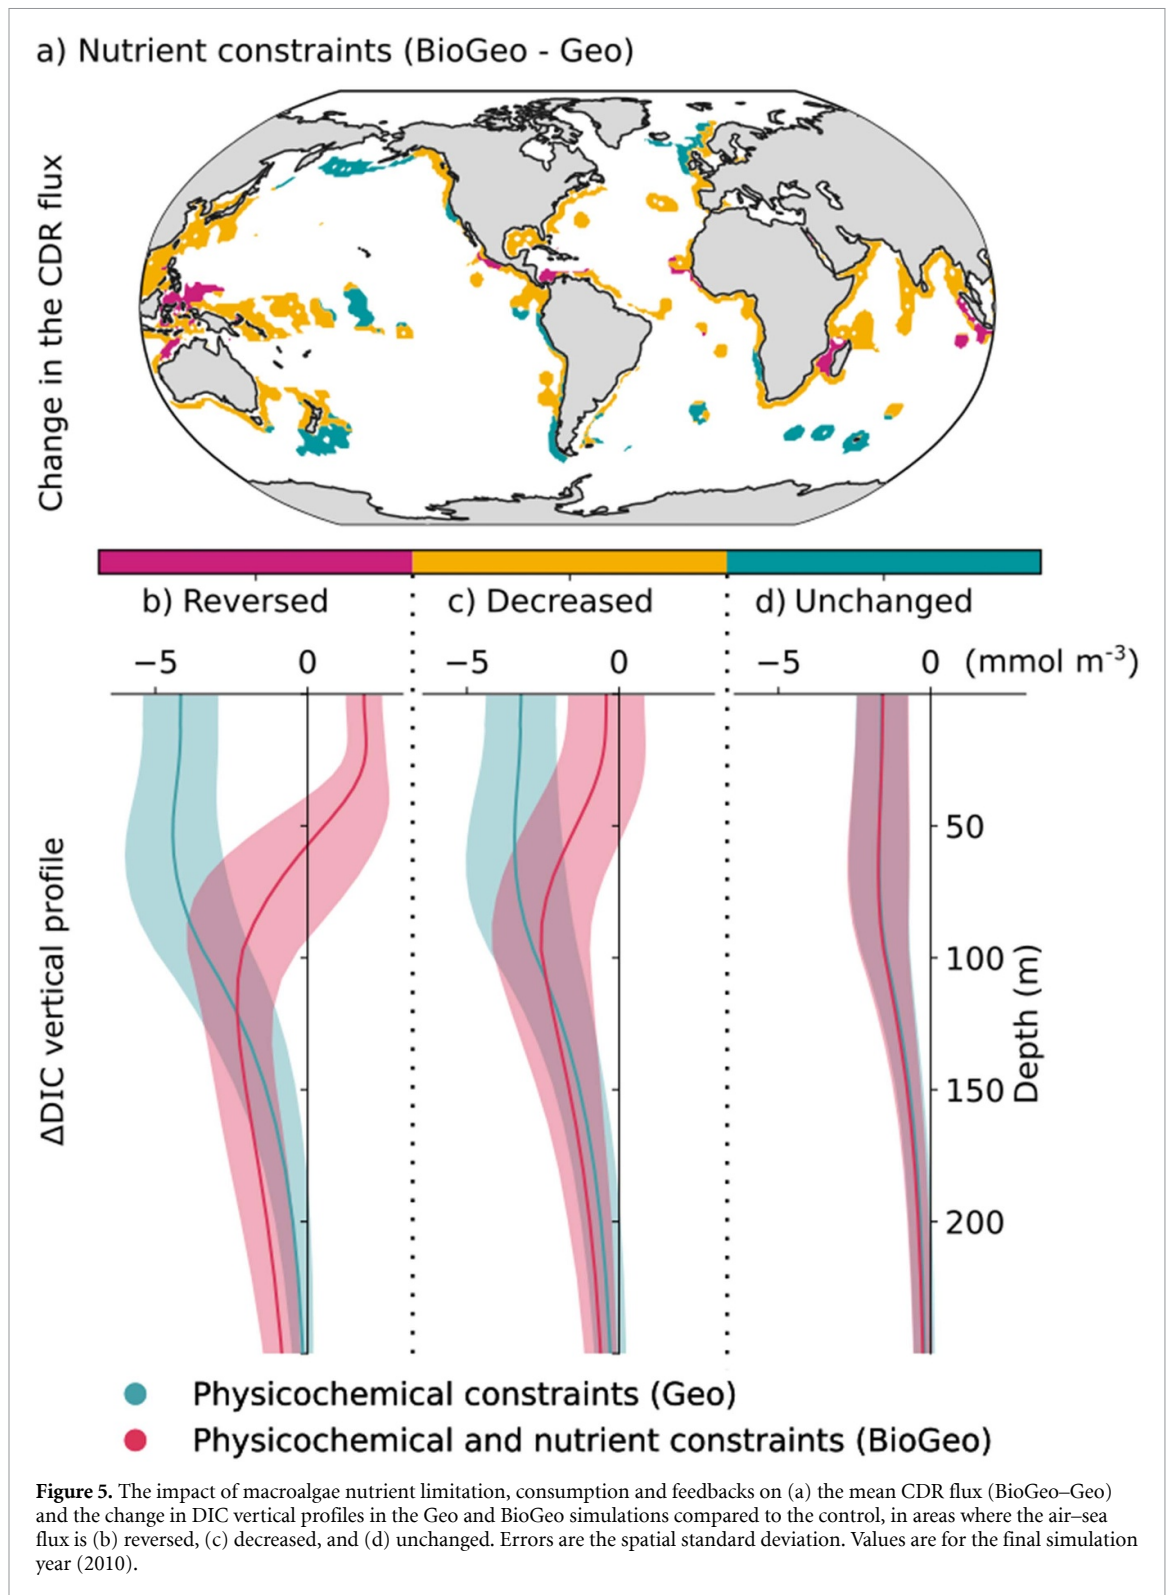 a) Nutrient constraints (BioGeo - Geo)
Change in the CDR flux
b) Reversed
c) Decreased
d) Unchanged
−5 0 −5 0 −5 0 (mmol m⁻³)
50
100
150
200
Depth (m)
ΔDIC vertical profile
Physicochemical constraints (Geo)
Physicochemical and nutrient constraints (BioGeo)
Figure 5. The impact of macroalgae nutrient limitation, consumption and feedbacks on (a) the mean CDR flux (BioGeo–Geo)
and the change in DIC vertical profiles in the Geo and BioGeo simulations compared to the control, in areas where the air–sea
flux is (b) reversed, (c) decreased, and (d) unchanged. Errors are the spatial standard deviation. Values are for the final simulation
year (2010).